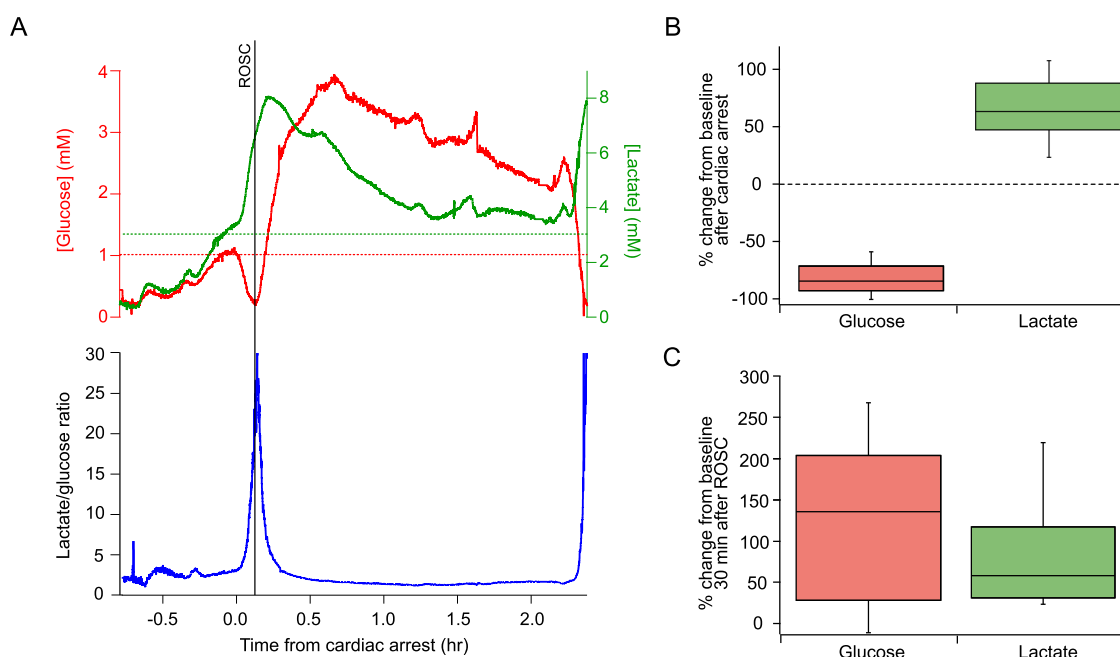 A
ROSC
4
3
2
1
0
[Glucose] (mM)
8
6
4
2
0
[Lactate] (mM)
30
25
20
15
10
5
0
Lactate/glucose ratio
-0.5
0.0
0.5
1.0
1.5
2.0
Time from cardiac arrest (hr)
B
100
50
0
-50
-100
% change from baseline
after cardiac arrest
Glucose
Lactate
C
300
250
200
150
100
50
0
% change from baseline
30 min after ROSC
Glucose
Lactate